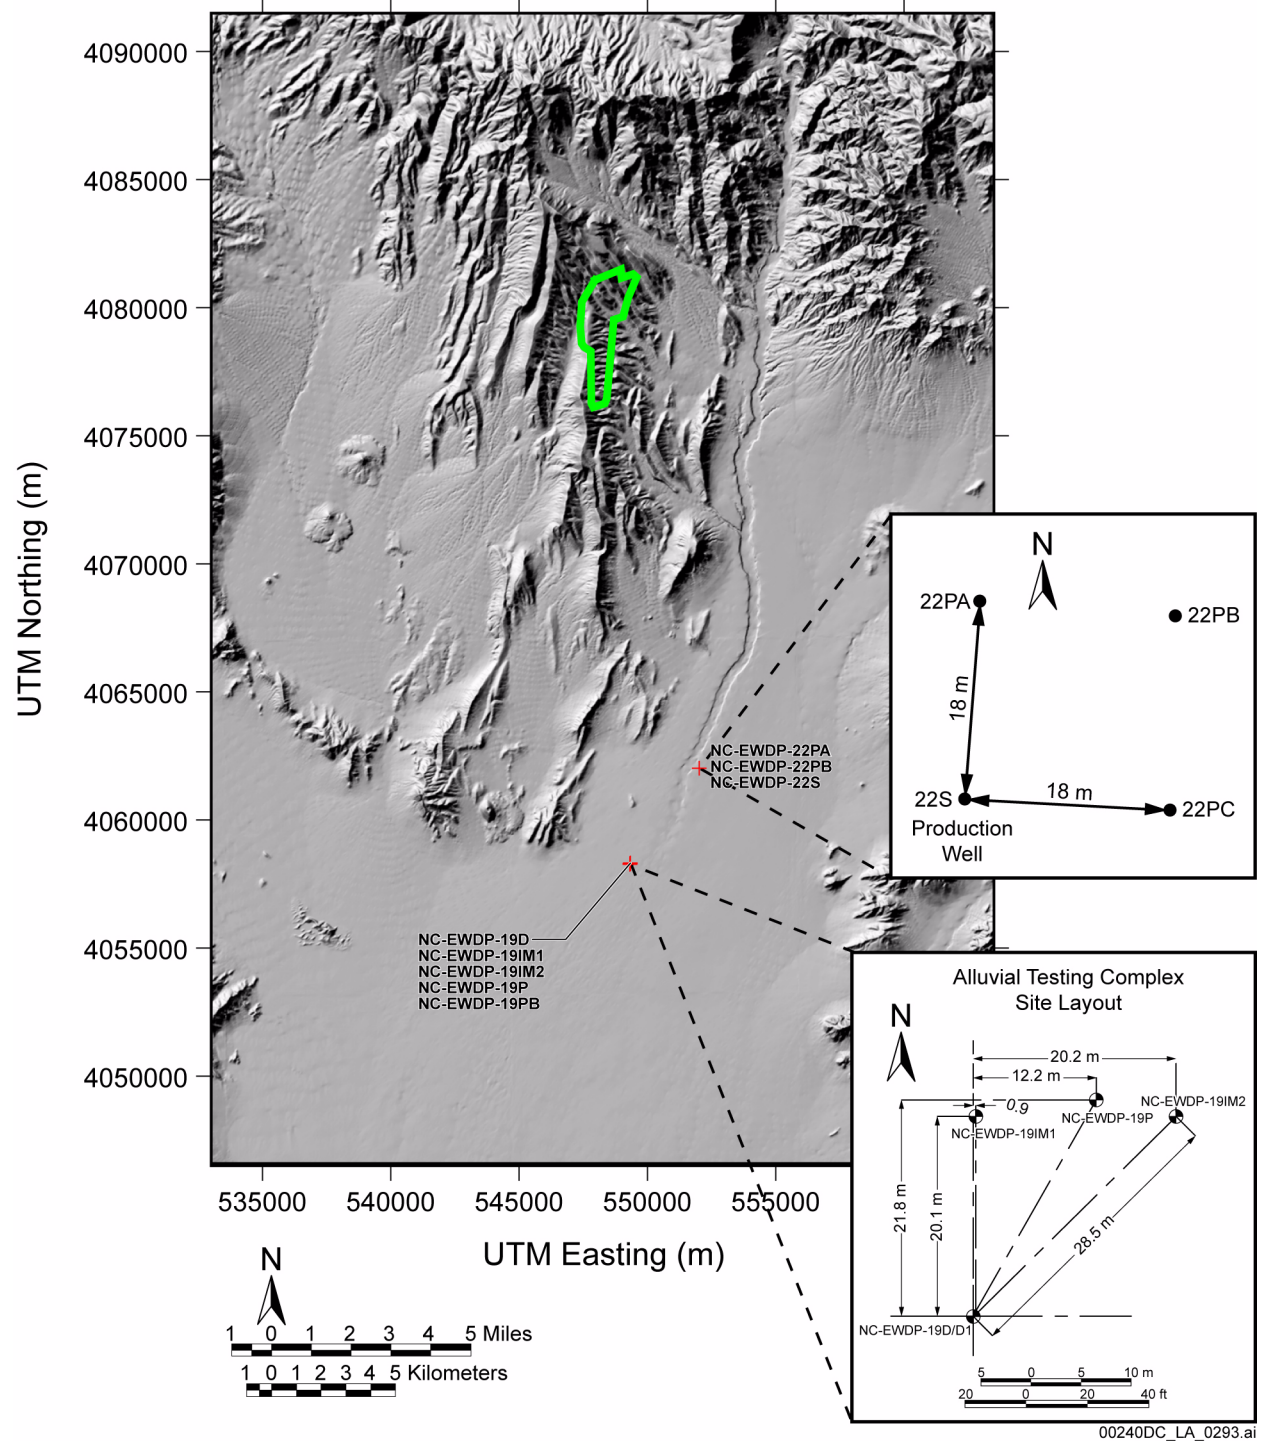 4090000
4085000
4080000
4075000
4070000
4065000
4060000
4055000
4050000
UTM Northing (m)
535000
540000
545000
550000
555000
UTM Easting (m)
NC-EWDP-22PA
NC-EWDP-22PB
NC-EWDP-22S
NC-EWDP-19D
NC-EWDP-19IM1
NC-EWDP-19IM2
NC-EWDP-19P
NC-EWDP-19PB
N
22PA
22PB
18 m
22S
18 m
22PC
Production
Well
Alluvial Testing Complex
Site Layout
N
20.2 m
12.2 m
0.9
NC-EWDP-19IM2
NC-EWDP-19P
NC-EWDP-19IM1
21.8 m
20.1 m
28.5 m
NC-EWDP-19D/D1
5 0 5 10 m
20 0 20 40 ft
N
1 0 1 2 3 4 5 Miles
1 0 1 2 3 4 5 Kilometers
00240DC_LA_0293.ai